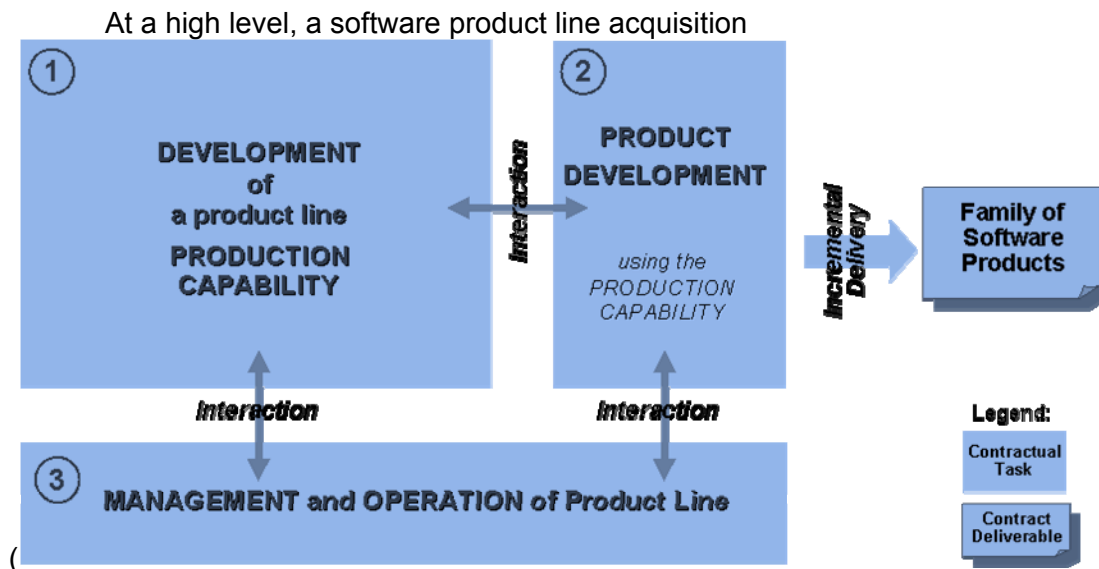 At a high level, a software product line acquisition
1
DEVELOPMENT
of
a product line
PRODUCTION
CAPABILITY
Interaction
2
PRODUCT
DEVELOPMENT
using the
PRODUCTION
CAPABILITY
Incremental
Delivery
Family of
Software
Products
Interaction
Interaction
3
MANAGEMENT and OPERATION of Product Line
Legend:
Contractual
Task
Contract
Deliverable
(